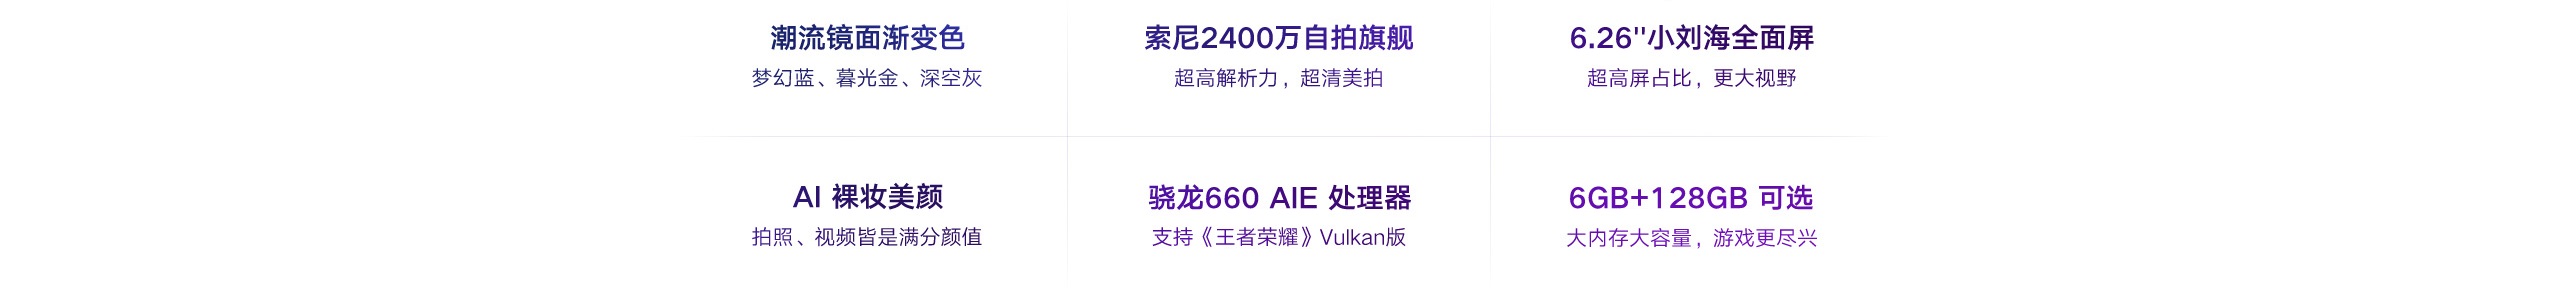 潮流镜面渐变色
梦幻蓝、暮光金、深空灰
索尼2400万自拍旗舰
超高解析力，超清美拍
6.26"小刘海全面屏
超高屏占比，更大视野
AI 裸妆美颜
拍照、视频皆是满分颜值
骁龙660 AIE 处理器
支持《王者荣耀》Vulkan版
6GB+128GB 可选
大内存大容量，游戏更尽兴